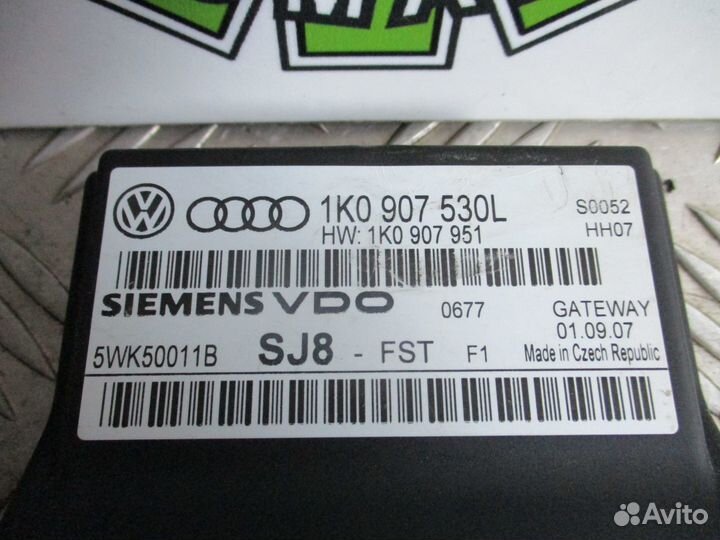 1K0 907 530L S0052
HW: 1K0 907 951 HH07
SIEMENS VDO 0677 GATEWAY
01.09.07
5WK50011B SJ8 - FST F1 Made in Czech Republic
Avito